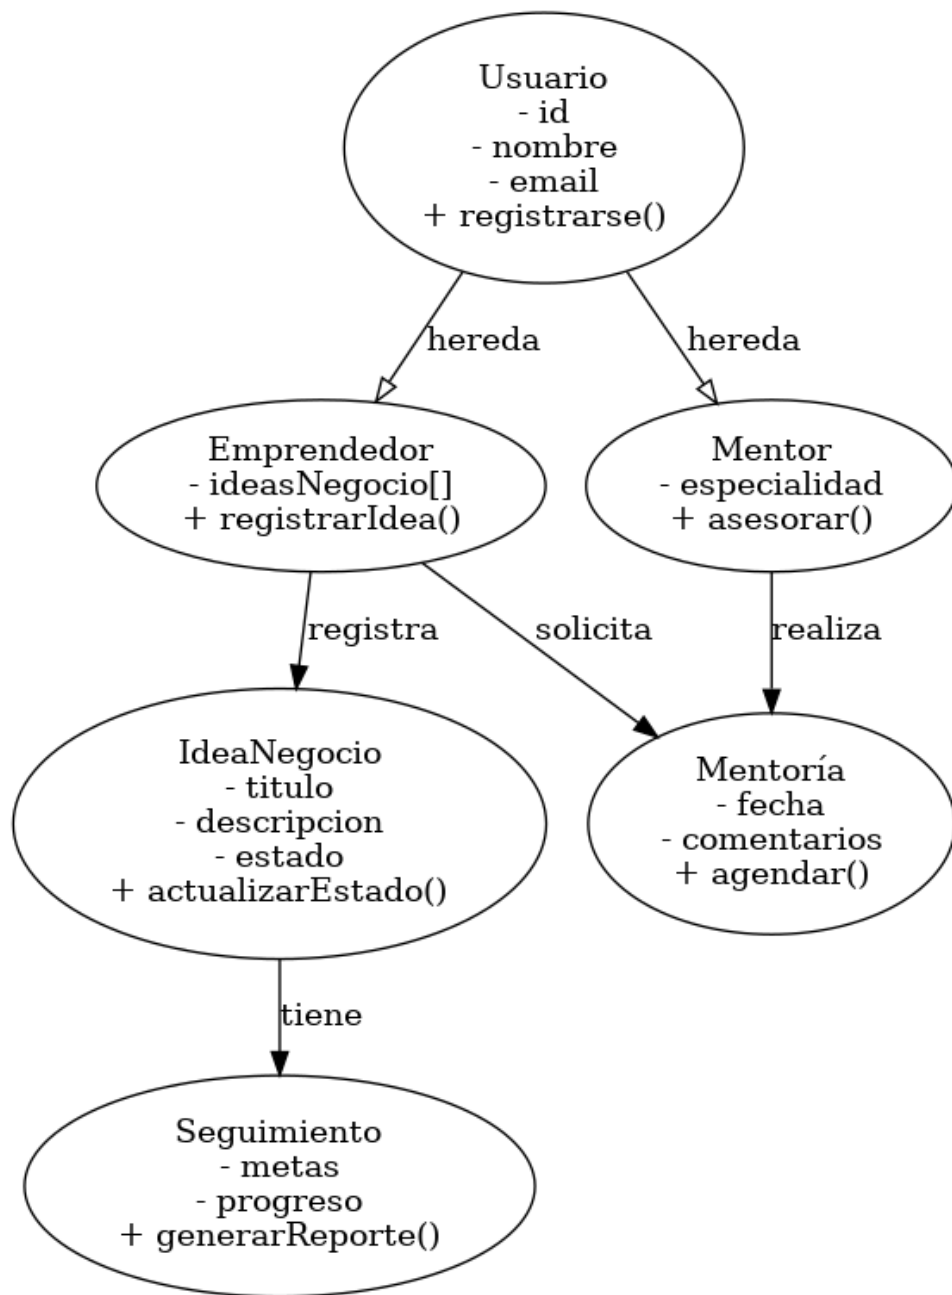 Usuario
- id
- nombre
- email
+ registrarse()
hereda
hereda
Emprendedor
- ideasNegocio[]
+ registrarIdea()
Mentor
- especialidad
+ asesorar()
registra
solicita
realiza
IdeaNegocio
- titulo
- descripcion
- estado
+ actualizarEstado()
Mentoría
- fecha
- comentarios
+ agendar()
tiene
Seguimiento
- metas
- progreso
+ generarReporte()